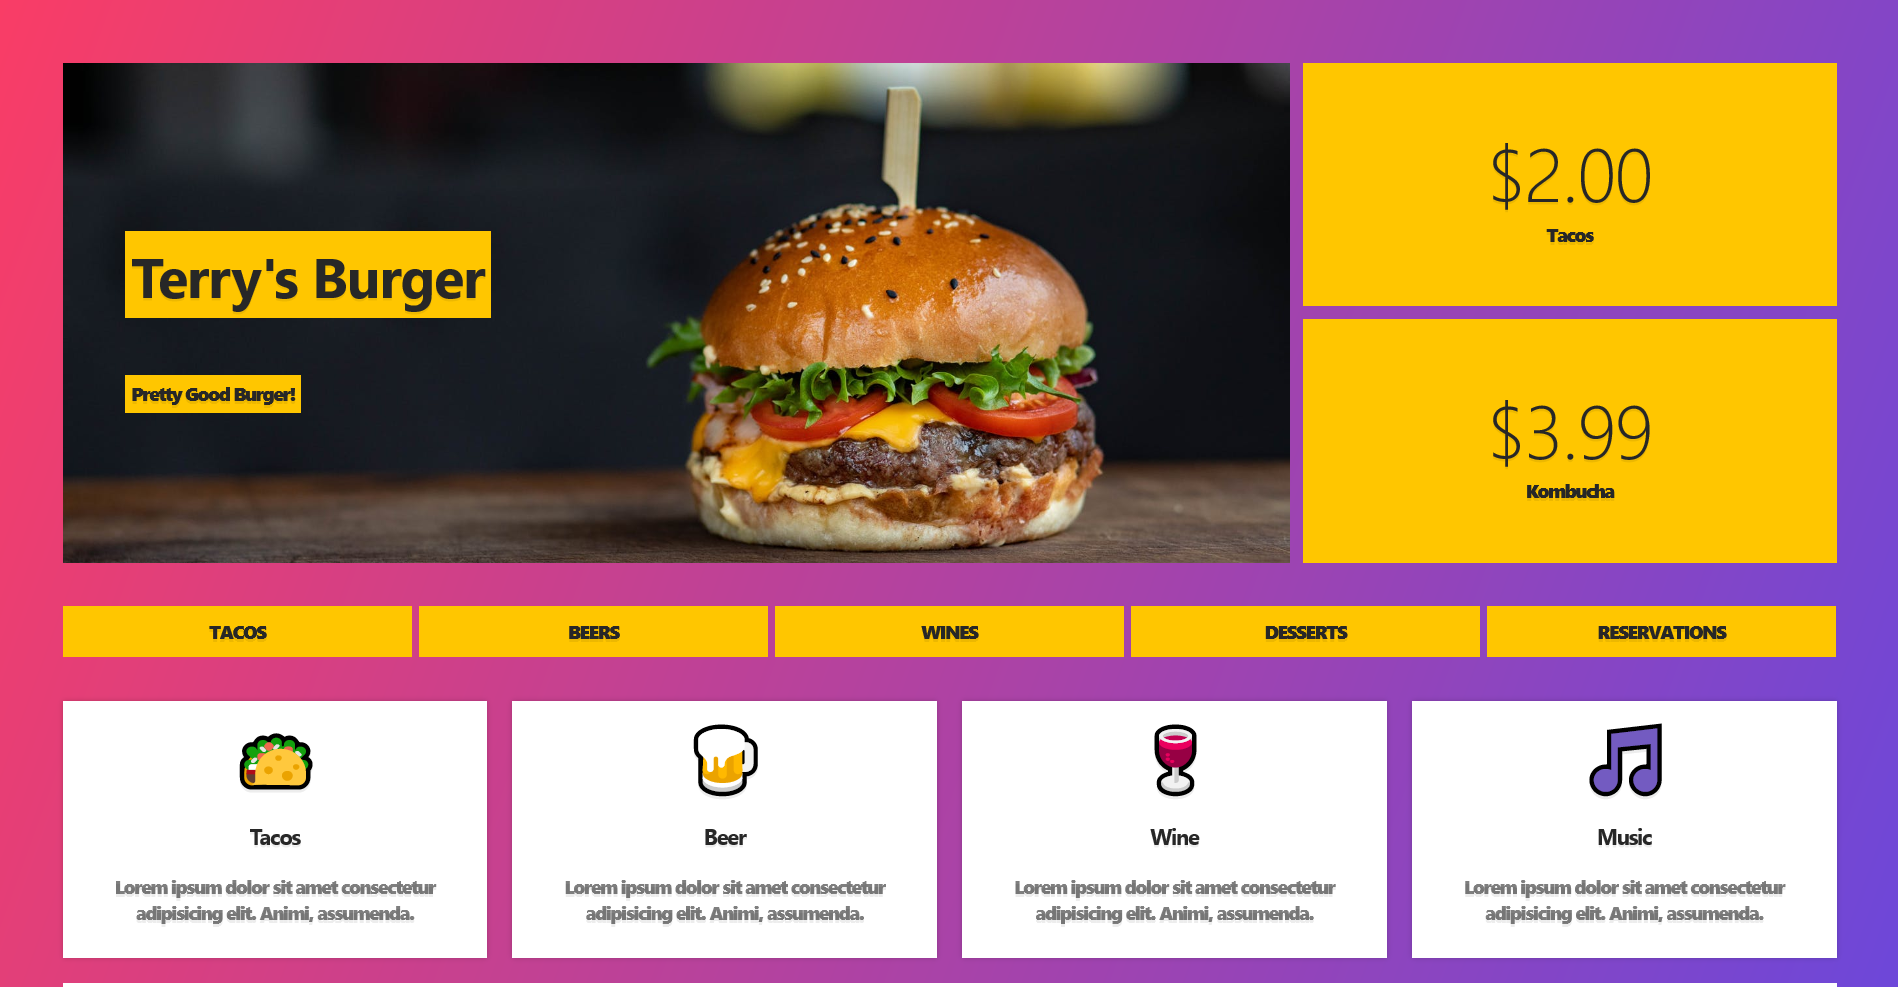 Terry's Burger
Pretty Good Burger!
$2.00
Tacos
$3.99
Kombucha
TACOS
BEERS
WINES
DESSERTS
RESERVATIONS
Tacos
Lorem ipsum dolor sit amet consectetur
adipisicing elit. Animi, assumenda.
Beer
Lorem ipsum dolor sit amet consectetur
adipisicing elit. Animi, assumenda.
Wine
Lorem ipsum dolor sit amet consectetur
adipisicing elit. Animi, assumenda.
Music
Lorem ipsum dolor sit amet consectetur
adipisicing elit. Animi, assumenda.